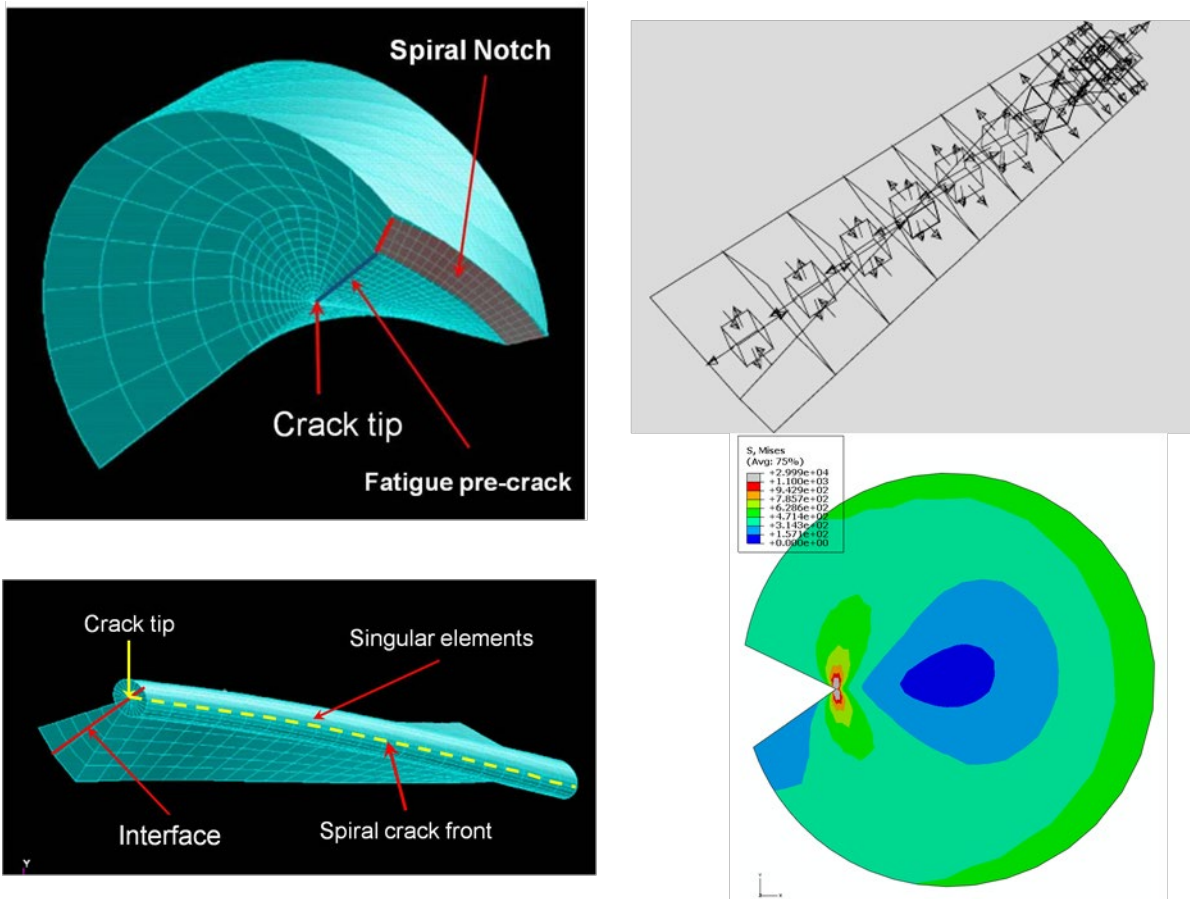 Spiral Notch
Crack tip
Fatigue pre-crack
S, Mises
(Avg: 75%)
+2.999e+04
+1.100e+03
+9.429e+02
+7.857e+02
+6.286e+02
+4.714e+02
+3.143e+02
+1.571e+02
+0.000e+00
Y
X
Crack tip
Singular elements
Interface
Spiral crack front
Y